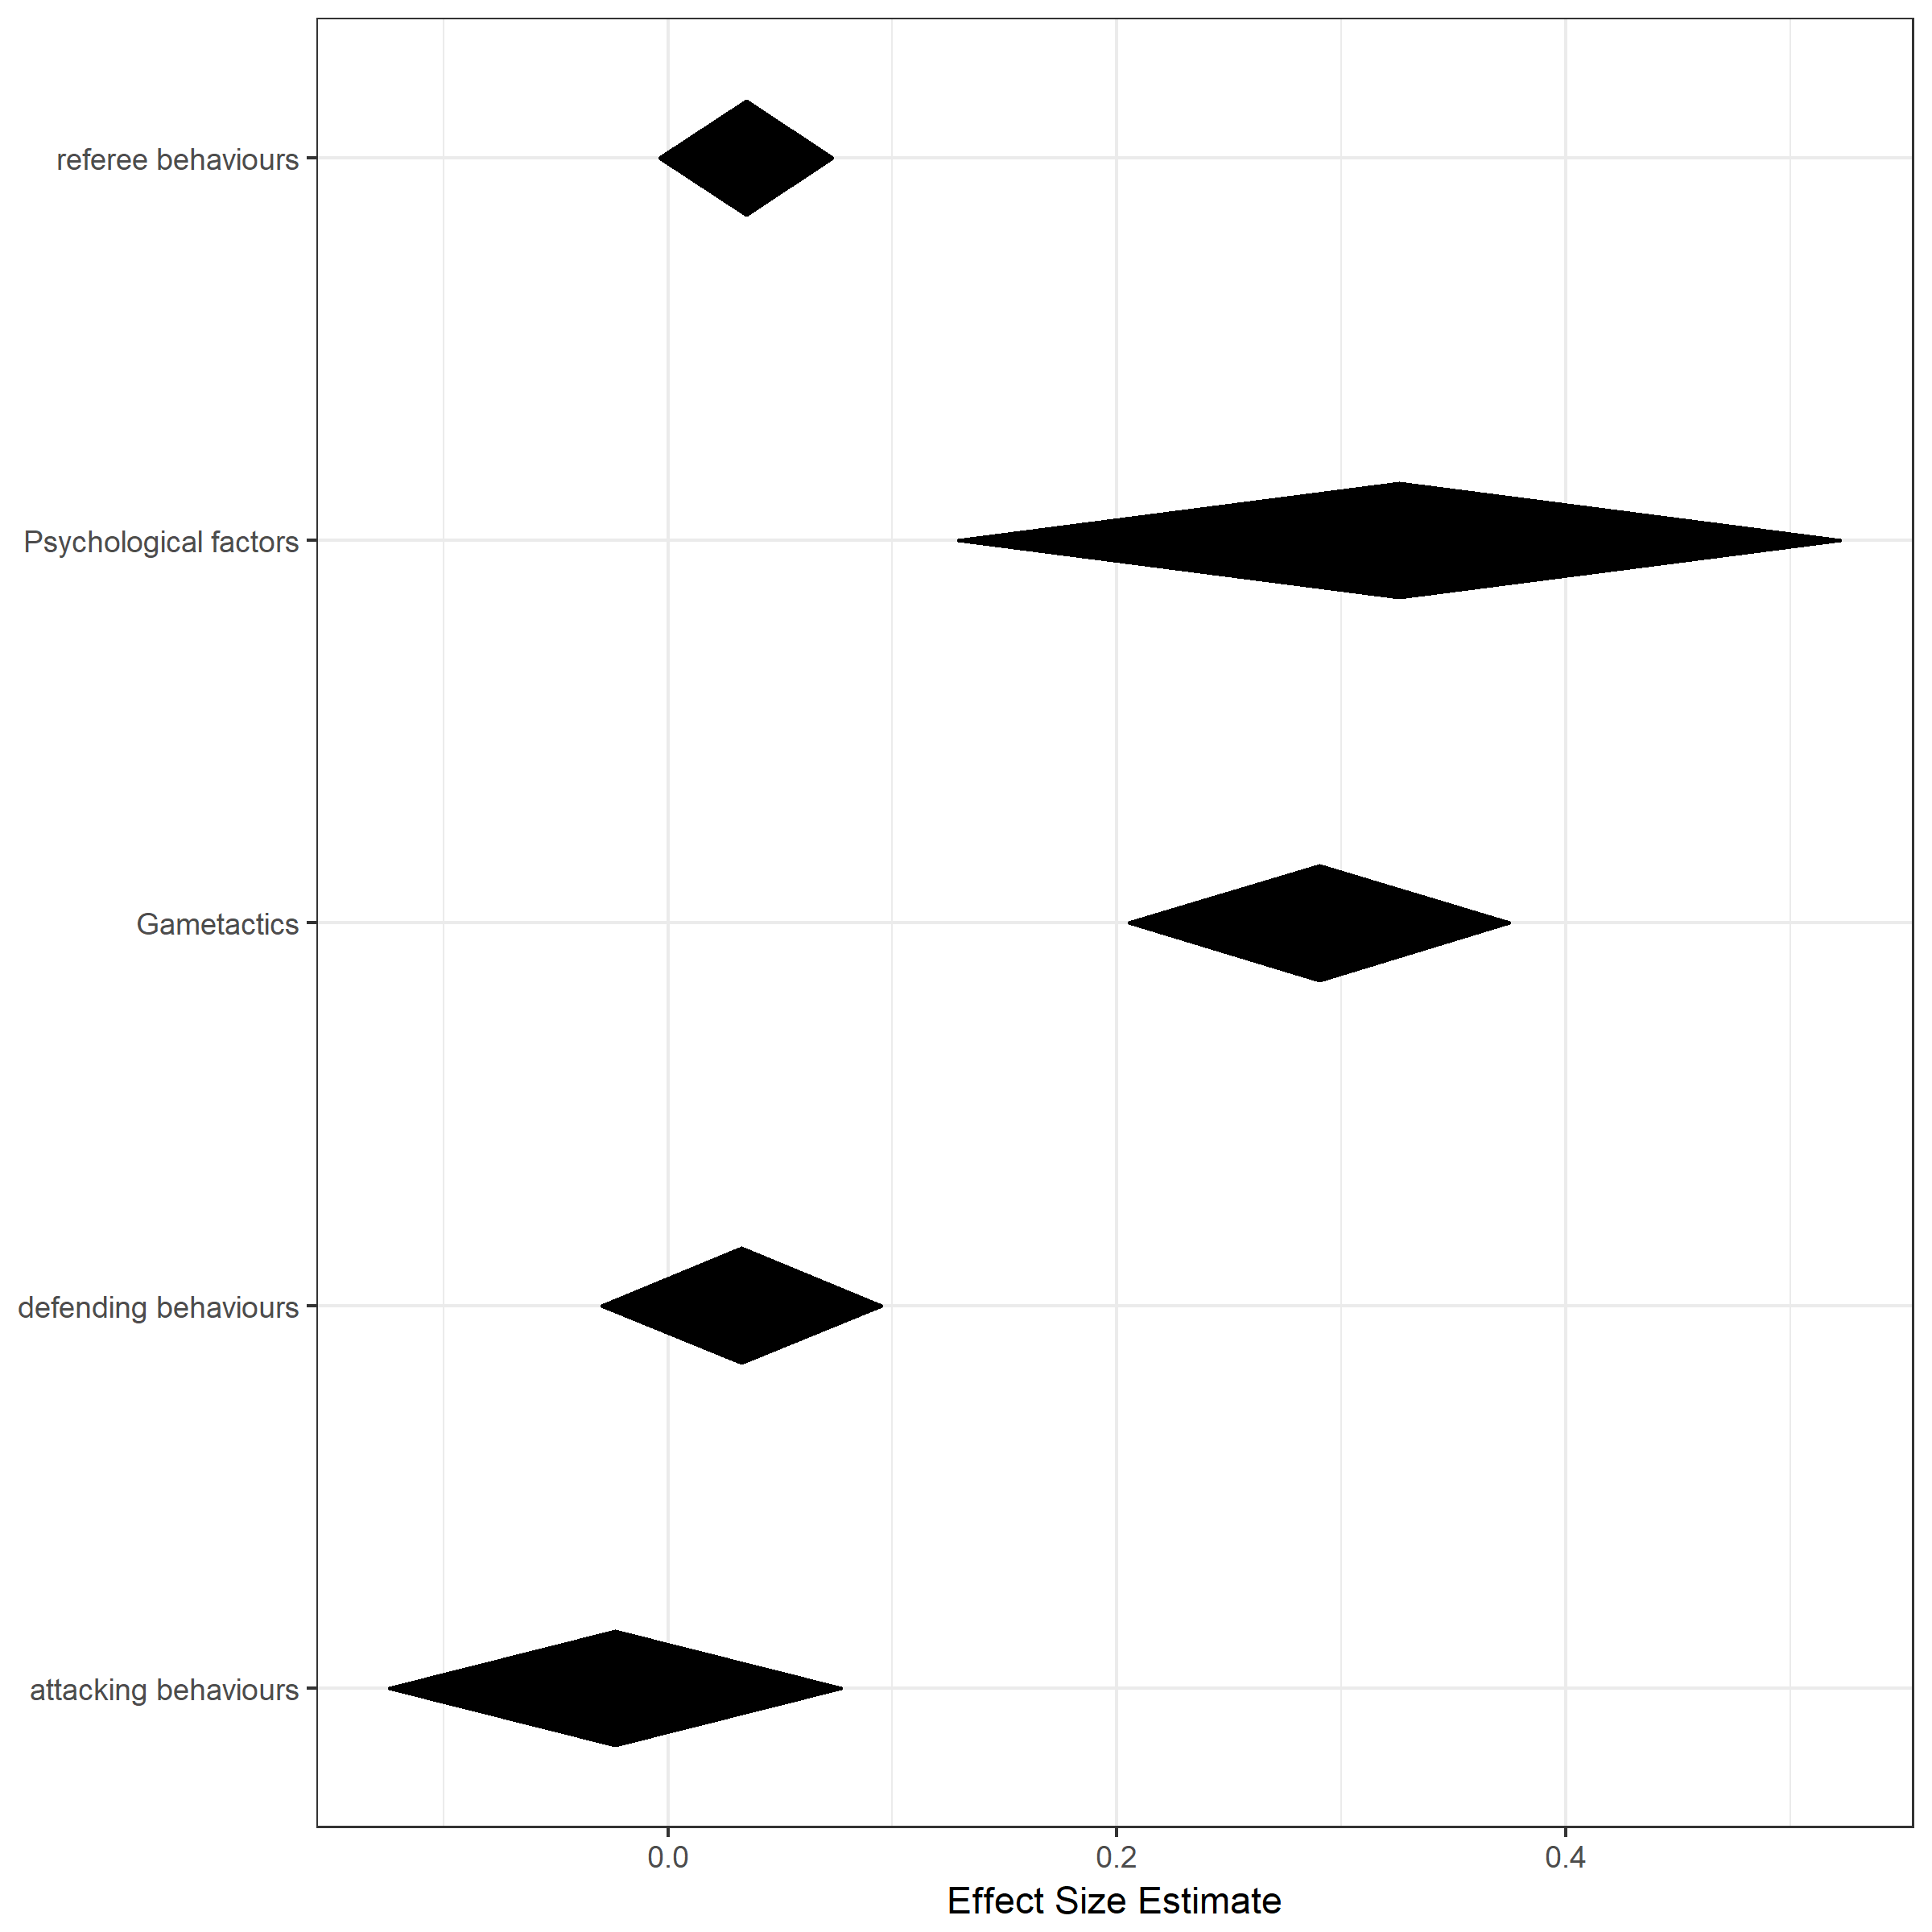 referee behaviours
Psychological factors
Gametactics
defending behaviours
attacking behaviours
0.0
0.2
0.4
Effect Size Estimate